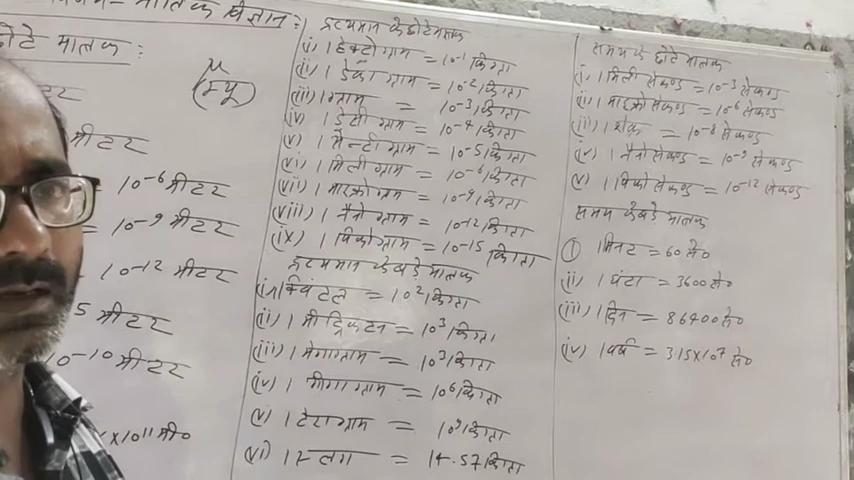 भौतिक विज्ञान :
छोटे मात्रक :
मीटर
= 10⁻⁶ मीटर
= 10⁻⁹ मीटर
10⁻¹² मीटर
मीटर
10⁻¹⁰ मीटर
x 10¹¹ मी०
μ
(म्यू)
द्रव्यमान के छोटे मात्रक
(i) 1 हेक्टोग्राम = 10⁻¹ किग्रा
(ii) 1 डेका ग्राम = 10⁻² किग्रा
(iii) 1 ग्राम = 10⁻³ किग्रा
(iv) 1 डेसी ग्राम = 10⁻⁴ किग्रा
(v) 1 सेन्टी ग्राम = 10⁻⁵ किग्रा
(vi) 1 मिली ग्राम = 10⁻⁶ किग्रा
(vii) 1 माइक्रोग्राम = 10⁻⁹ किग्रा
(viii) 1 नैनो ग्राम = 10⁻¹² किग्रा
(ix) 1 पिकोग्राम = 10⁻¹⁵ किग्रा
द्रव्यमान के बड़े मात्रक
(i) 1 क्विंटल = 10² किग्रा
(ii) 1 मीट्रिक टन = 10³ किग्रा
(iii) 1 मेगाग्राम = 10³ किग्रा
(iv) 1 गीगा ग्राम = 10⁶ किग्रा
(v) 1 टेराग्राम = 10⁹ किग्रा
(vi) 1 स्लग = 14.57 किग्रा
समय के छोटे मात्रक
(i) 1 मिली सेकण्ड = 10⁻³ सेकण्ड
(ii) 1 माइक्रो सेकण्ड = 10⁻⁶ सेकण्ड
(iii) 1 शेक = 10⁻⁸ सेकण्ड
(iv) 1 नैनो सेकण्ड = 10⁻⁹ सेकण्ड
(v) 1 पिको सेकण्ड = 10⁻¹² सेकण्ड
समय के बड़े मात्रक
(i) 1 मिनट = 60 से०
(ii) 1 घंटा = 3600 से०
(iii) 1 दिन = 86400 से०
(iv) 1 वर्ष = 3.15x10⁷ से०